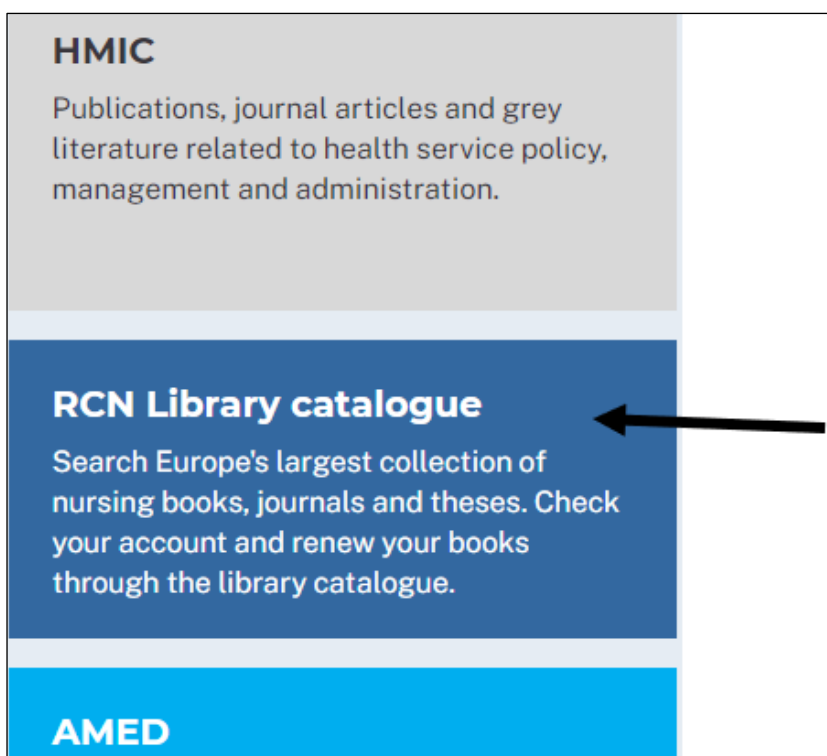 HMIC
Publications, journal articles and grey
literature related to health service policy,
management and administration.
RCN Library catalogue
Search Europe's largest collection of
nursing books, journals and theses. Check
your account and renew your books
through the library catalogue.
AMED